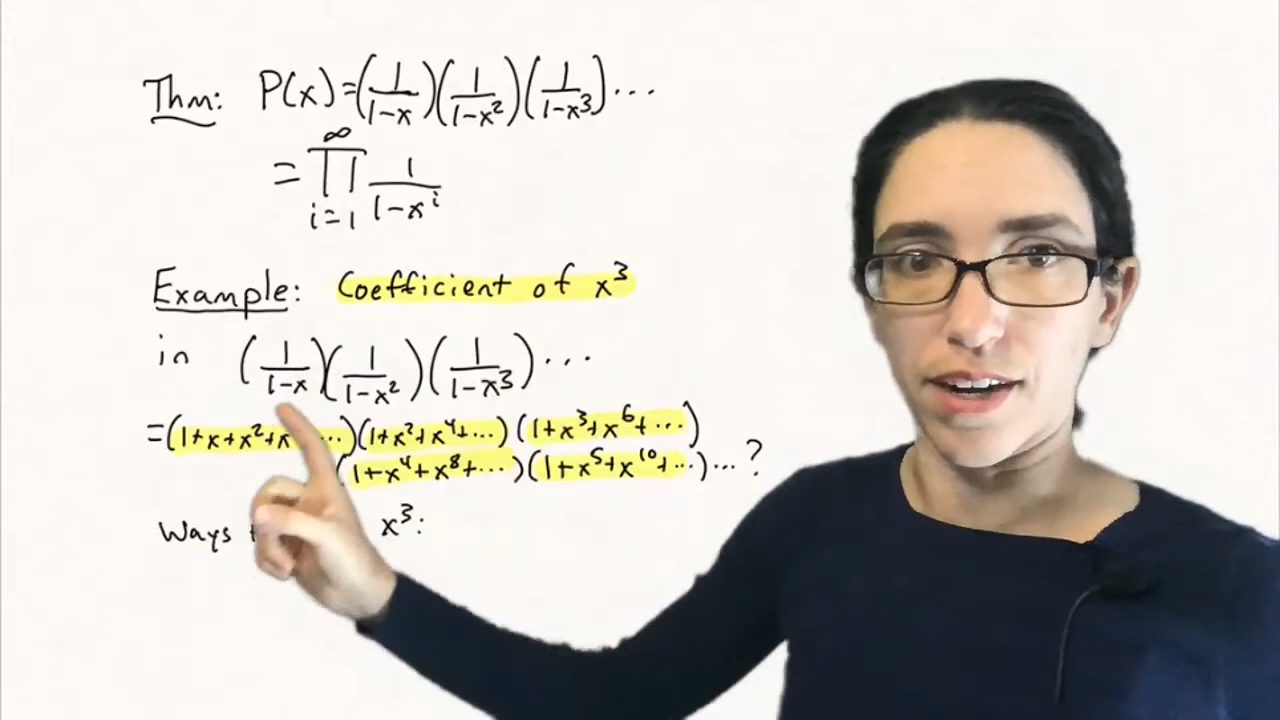 Thm: P(x)=(1/(1-x))(1/(1-x²))(1/(1-x³))...
= ∞∏i=1 1/(1-xⁱ)
Example: Coefficient of x³
in (1/(1-x))(1/(1-x²))(1/(1-x³))...
=(1+x+x²+x ...)(1+x²+x⁴+...)(1+x³+x⁶+...)
(1+x⁴+x⁸+...)(1+x⁵+x¹⁰+...)...?
Ways x³: